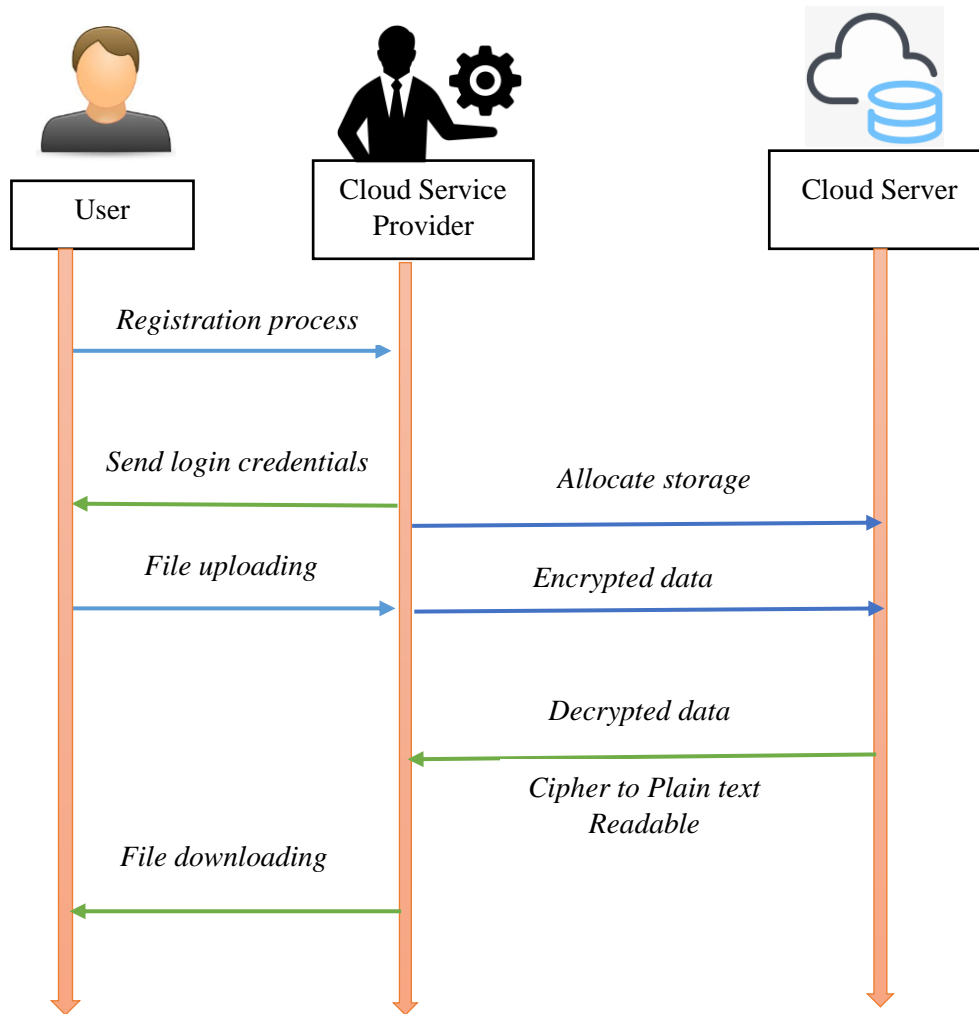 User
Cloud Service
Provider
Cloud Server
Registration process
Send login credentials
Allocate storage
File uploading
Encrypted data
Decrypted data
Cipher to Plain text
Readable
File downloading